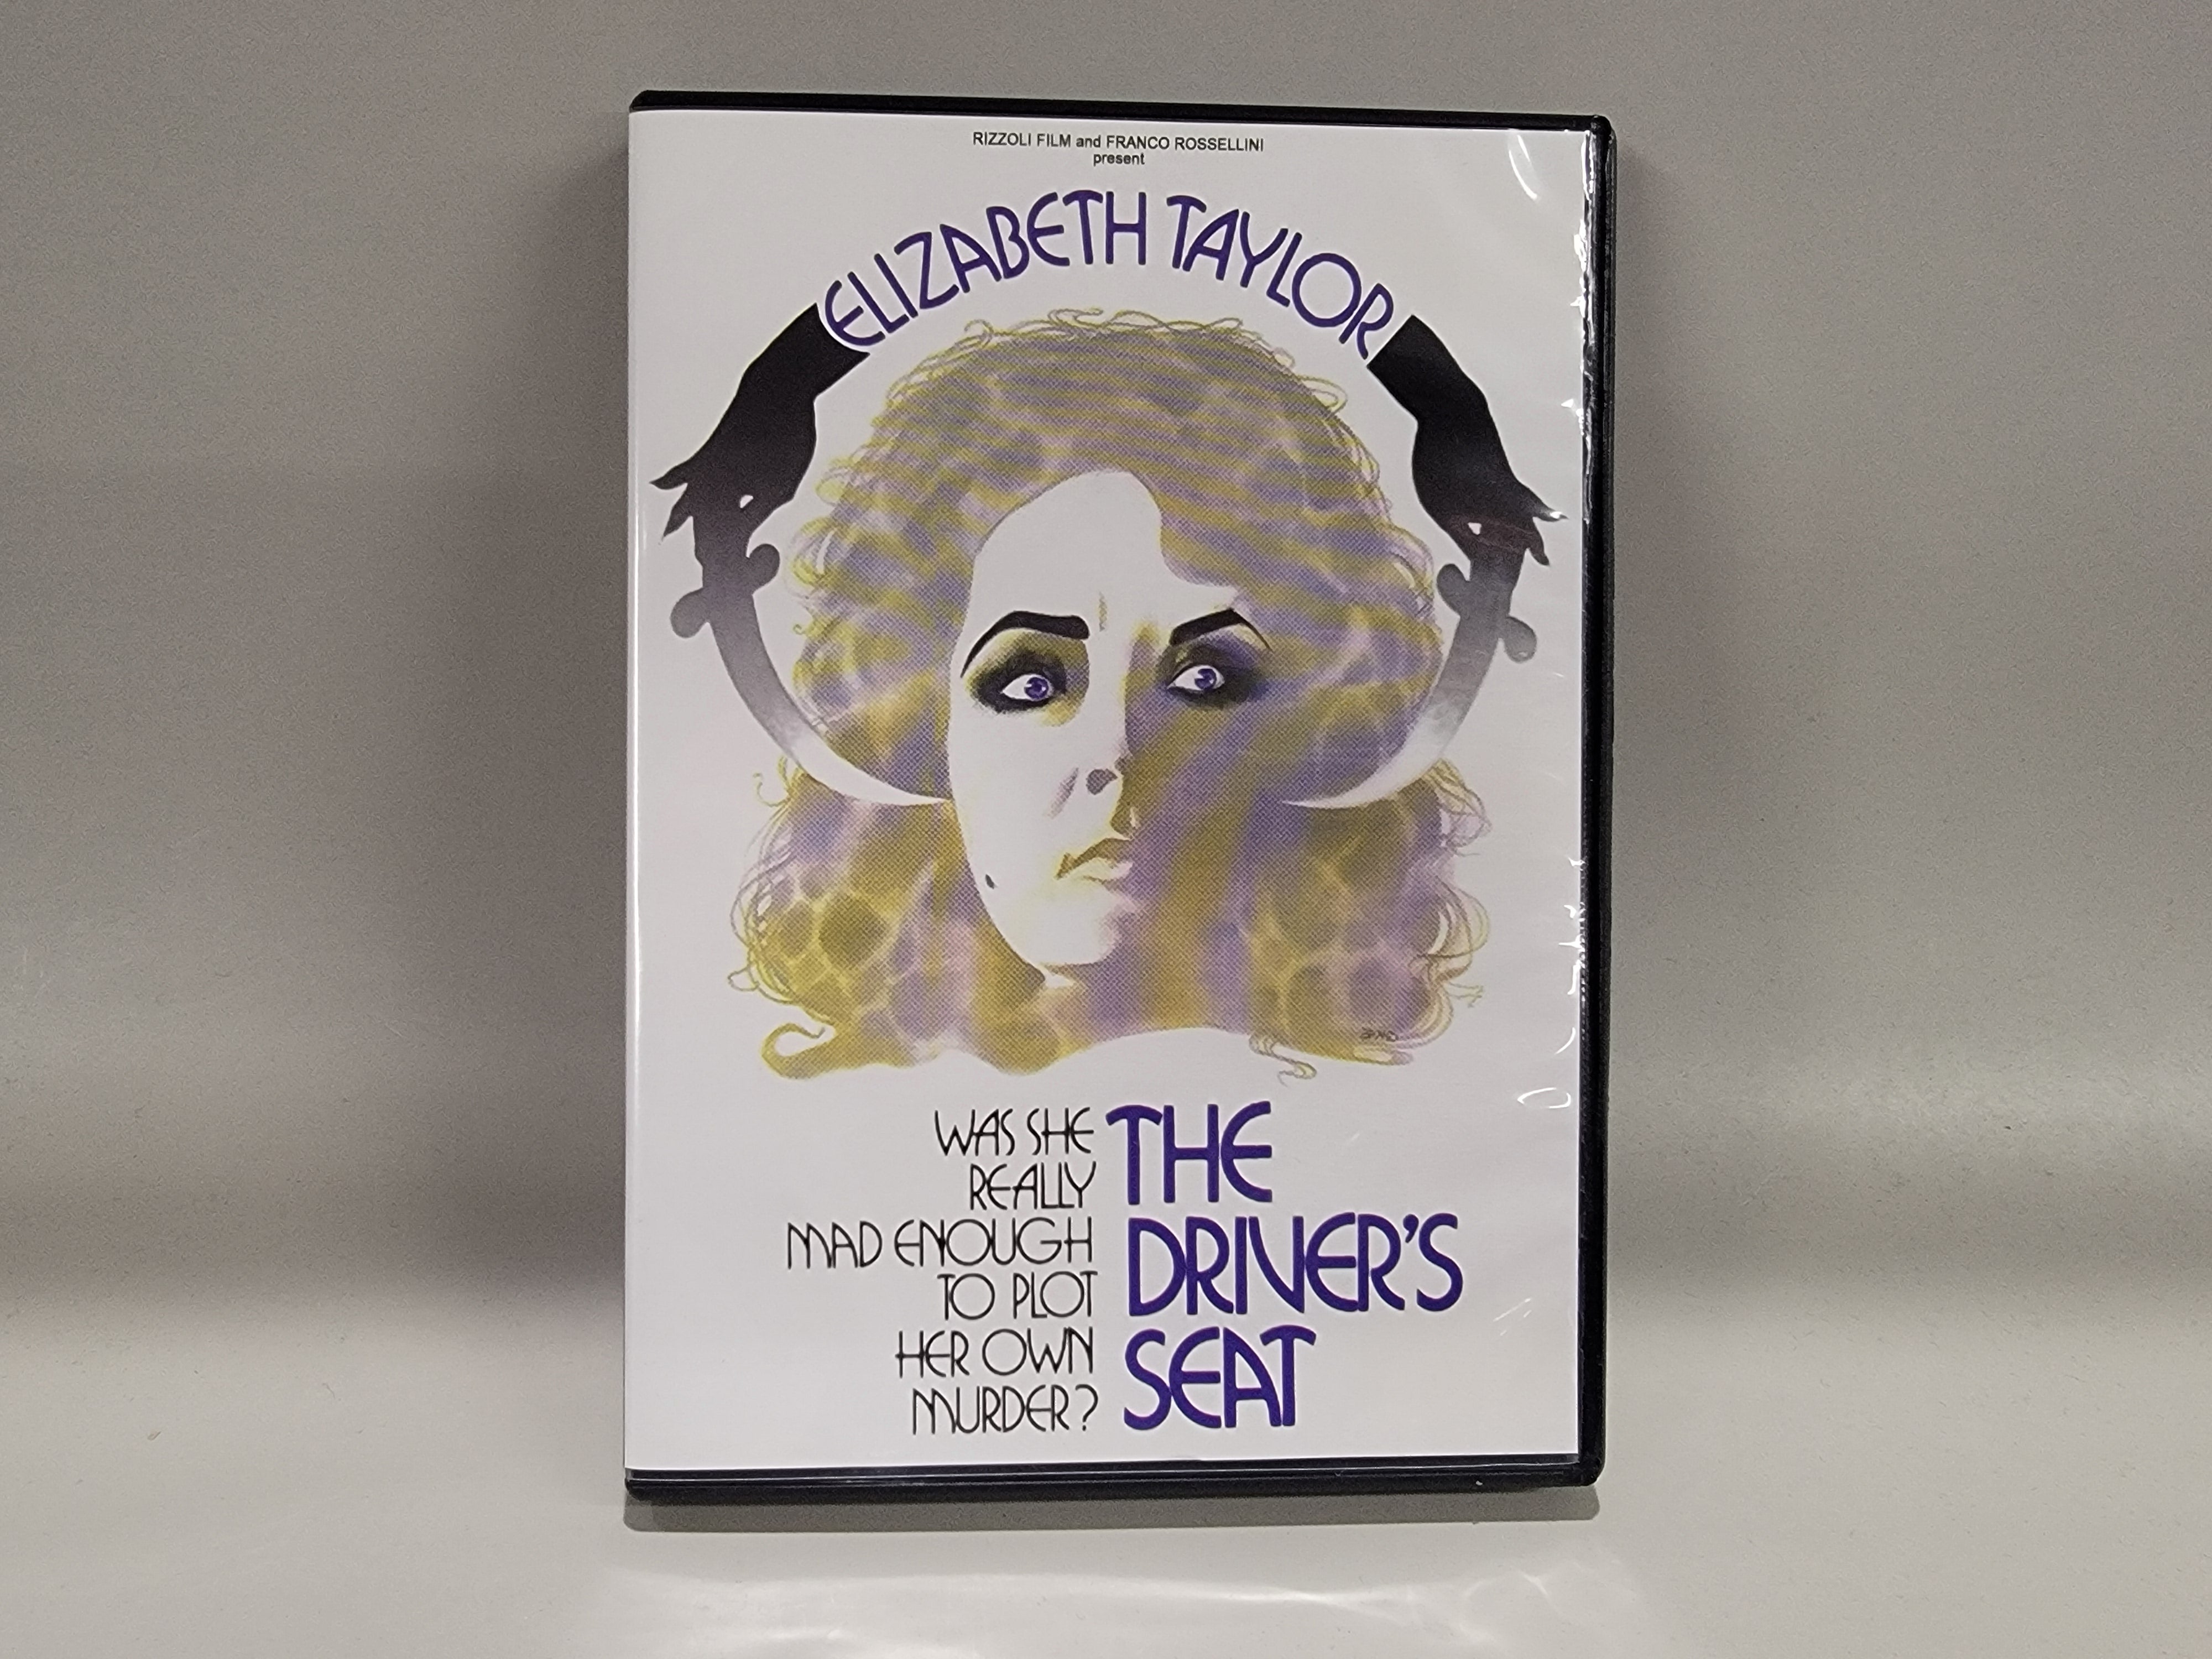 RIZZOLI FILM and FRANCO ROSSELLINI
present
ELIZABETH TAYLOR
WAS SHE
REALLY
MAD ENOUGH
TO PLOT
HER OWN
MURDER?
THE
DRIVER'S
SEAT